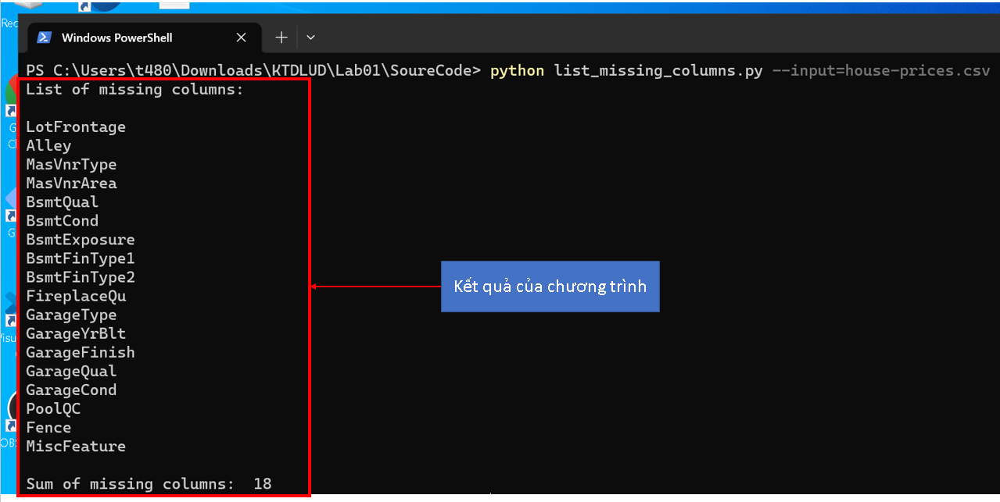 Rec
Windows PowerShell
PS C:\Users\t480\Downloads\KTDLUD\Lab01\SoureCode> python list_missing_columns.py --input=house-prices.csv
List of missing columns:
LotFrontage
Alley
MasVnrType
MasVnrArea
BsmtQual
BsmtCond
BsmtExposure
BsmtFinType1
BsmtFinType2
FireplaceQu
GarageType
GarageYrBlt
GarageFinish
GarageQual
GarageCond
PoolQC
Fence
MiscFeature
Sum of missing columns: 18
Kết quả của chương trình